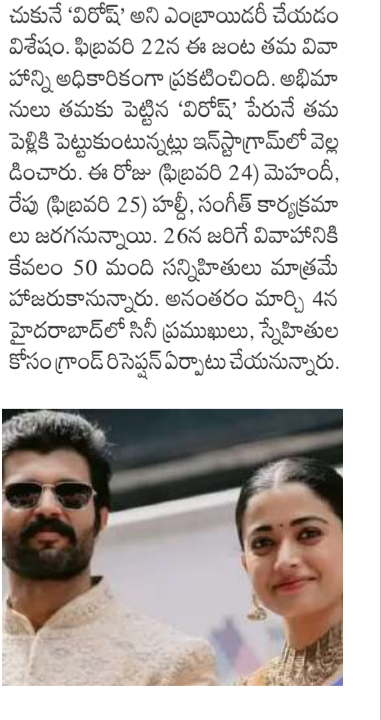 చుకునే ‘విరోష్’ అని ఎంబ్రాయిడరీ చేయడం
విశేషం. ఫిబ్రవరి 22న ఈ జంట తమ వివా
హాన్ని అధికారికంగా ప్రకటించింది. అభిమా
నులు తమకు పెట్టిన ‘విరోష్’ పేరునే తమ
పెళ్లికి పెట్టుకుంటున్నట్లు ఇన్‌స్టాగ్రామ్‌లో వెల్ల
డించారు. ఈ రోజు (ఫిబ్రవరి 24) మెహందీ,
రేపు (ఫిబ్రవరి 25) హల్దీ, సంగీత్ కార్యక్రమా
లు జరగనున్నాయి. 26న జరిగే వివాహానికి
కేవలం 50 మంది సన్నిహితులు మాత్రమే
హాజరుకానున్నారు. అనంతరం మార్చి 4న
హైదరాబాద్‌లో సినీ ప్రముఖులు, స్నేహితుల
కోసం గ్రాండ్ రిసెప్షన్ ఏర్పాటు చేయనున్నారు.